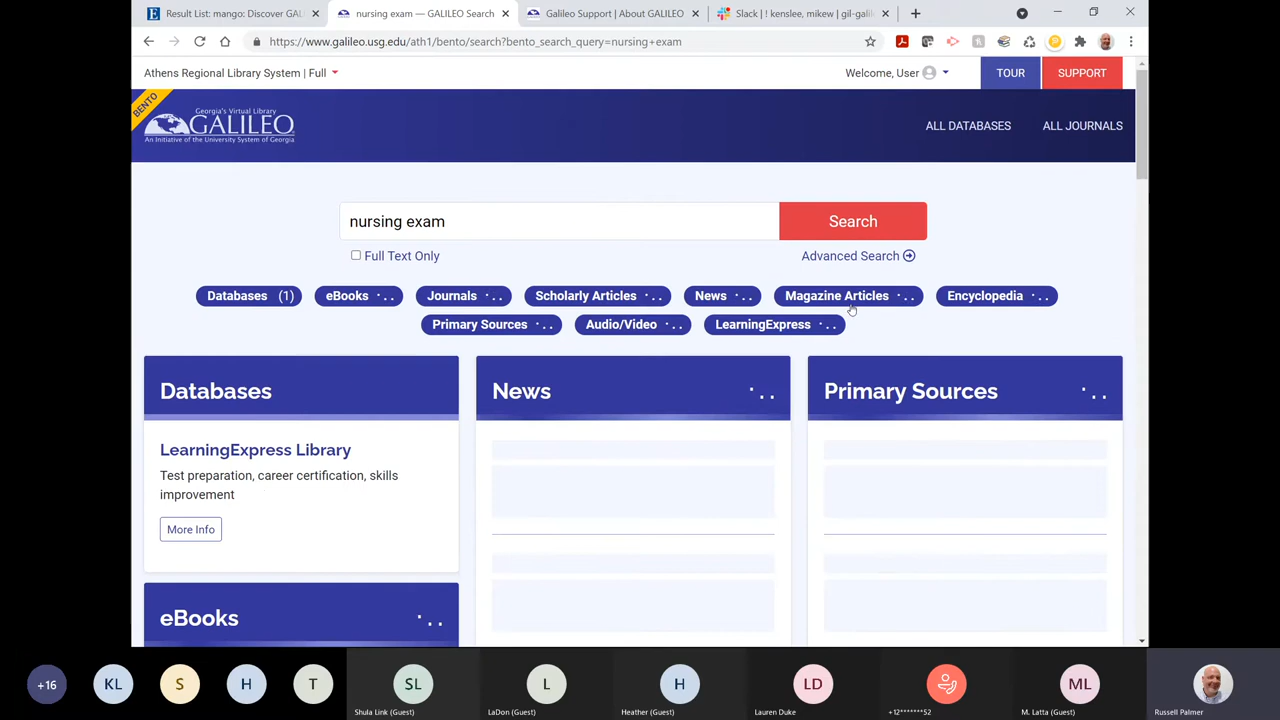 Result List: mango: Discover GAL
nursing exam — GALILEO Search
Galileo Support | About GALILEO
Slack | ! kenslee, mikew | gil-gali
https://www.galileo.usg.edu/ath1/bento/search?bento_search_query=nursing+exam
Athens Regional Library System | Full
Welcome, User
TOUR
SUPPORT
BENTO
Georgia's Virtual Library
GALILEO
An Initiative of the University System of Georgia
ALL DATABASES
ALL JOURNALS
nursing exam
Search
Full Text Only
Advanced Search
Databases (1)
eBooks
Journals
Scholarly Articles
News
Magazine Articles
Encyclopedia
Primary Sources
Audio/Video
LearningExpress
Databases
News
Primary Sources
LearningExpress Library
Test preparation, career certification, skills
improvement
More Info
eBooks
+16
KL
S
H
T
SL
L
H
LD
ML
Shula Link (Guest)
LaDon (Guest)
Heather (Guest)
Lauren Duke
+12*******52
M. Latta (Guest)
Russell Palmer